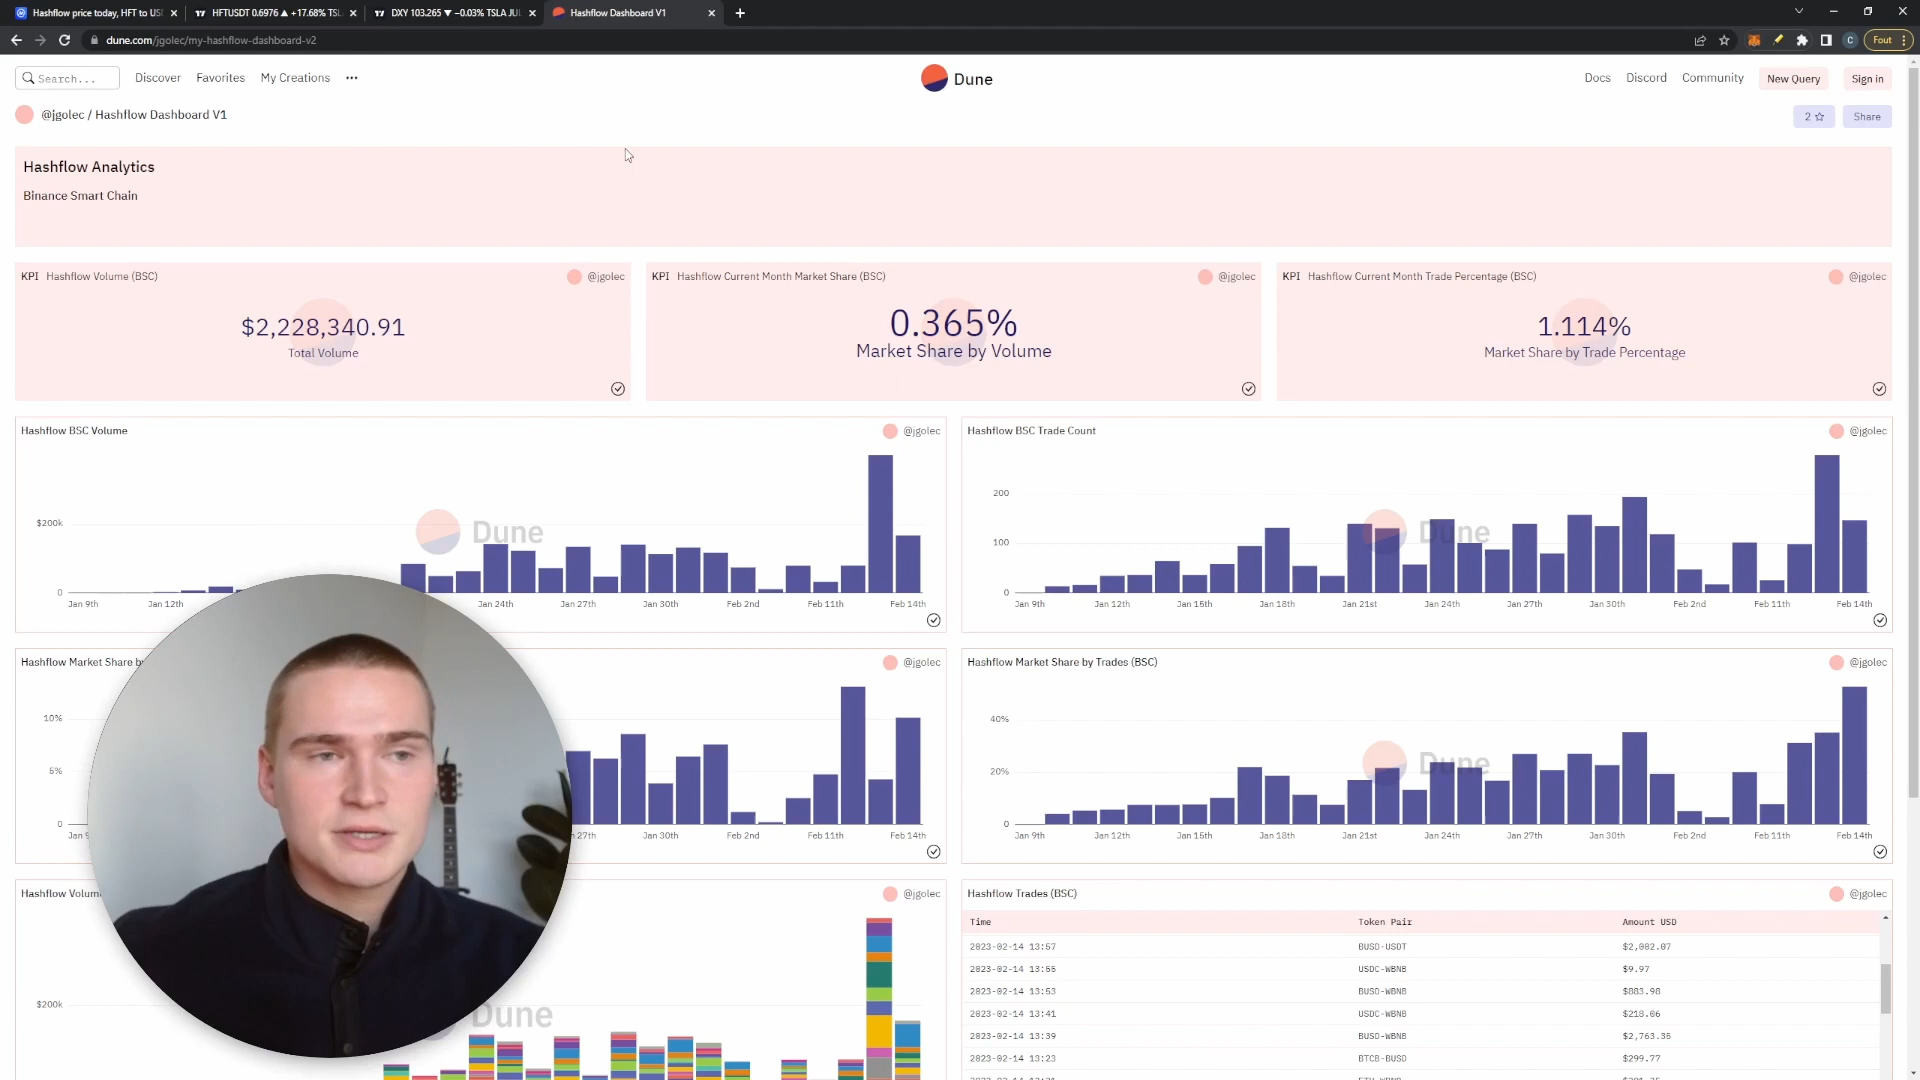 Hashflow price today, HFT to US
HFTUSDT 0.6976 ▲ +17.68% TSL
DXY 103.265 ▼ −0.03% TSLA JUL
Hashflow Dashboard V1
dune.com/jgolec/my-hashflow-dashboard-v2
C
Fout
Search...
Discover
Favorites
My Creations
Dune
Docs
Discord
Community
New Query
Sign in
@jgolec / Hashflow Dashboard V1
2
Share
Hashflow Analytics
Binance Smart Chain
KPI Hashflow Volume (BSC)
@jgolec
$2,228,340.91
Total Volume
KPI Hashflow Current Month Market Share (BSC)
@jgolec
0.365%
Market Share by Volume
KPI Hashflow Current Month Trade Percentage (BSC)
@jgolec
1.114%
Market Share by Trade Percentage
Hashflow BSC Volume
@jgolec
$200k
0
Dune
Jan 9th
Jan 12th
Jan 24th
Jan 27th
Jan 30th
Feb 2nd
Feb 11th
Feb 14th
Hashflow BSC Trade Count
@jgolec
200
100
0
Dune
Jan 9th
Jan 12th
Jan 15th
Jan 18th
Jan 21st
Jan 24th
Jan 27th
Jan 30th
Feb 2nd
Feb 11th
Feb 14th
Hashflow Market Share b
@jgolec
10%
5%
0
Jan 9
27th
Jan 30th
Feb 2nd
Feb 11th
Feb 14th
Hashflow Market Share by Trades (BSC)
@jgolec
40%
20%
0
Dune
Jan 9th
Jan 12th
Jan 15th
Jan 18th
Jan 21st
Jan 24th
Jan 27th
Jan 30th
Feb 2nd
Feb 11th
Feb 14th
Hashflow Volum
@jgolec
$200k
Dune
Hashflow Trades (BSC)
@jgolec
Time Token Pair Amount USD
2023-02-14 13:57 BUSD-USDT $2,082.07
2023-02-14 13:55 USDC-WBNB $9.97
2023-02-14 13:53 BUSD-WBNB $883.98
2023-02-14 13:41 USDC-WBNB $218.06
2023-02-14 13:39 BUSD-WBNB $2,763.35
2023-02-14 13:23 BTCB-BUSD $299.77